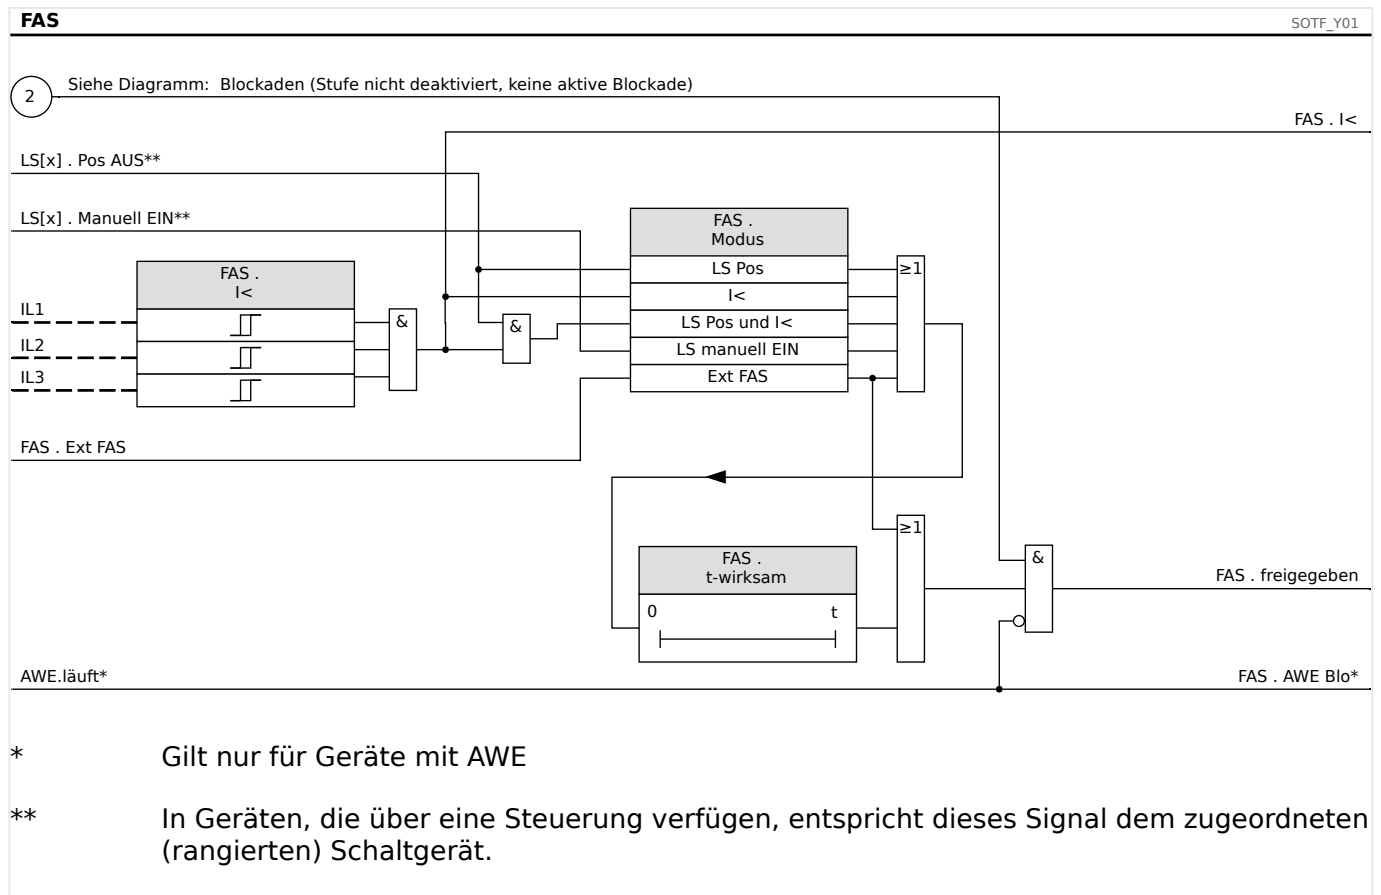 FAS
SOTF_Y01
2
Siehe Diagramm: Blockaden (Stufe nicht deaktiviert, keine aktive Blockade)
FAS . I<
LS[x] . Pos AUS**
LS[x] . Manuell EIN**
FAS .
Modus
LS Pos
I<
LS Pos und I<
LS manuell EIN
Ext FAS
≥1
FAS .
I<
IL1
IL2
IL3
&
&
FAS . Ext FAS
≥1
FAS .
t-wirksam
0
t
&
FAS . freigegeben
AWE.läuft*
FAS . AWE Blo*
* Gilt nur für Geräte mit AWE
** In Geräten, die über eine Steuerung verfügen, entspricht dieses Signal dem zugeordneten
(rangierten) Schaltgerät.